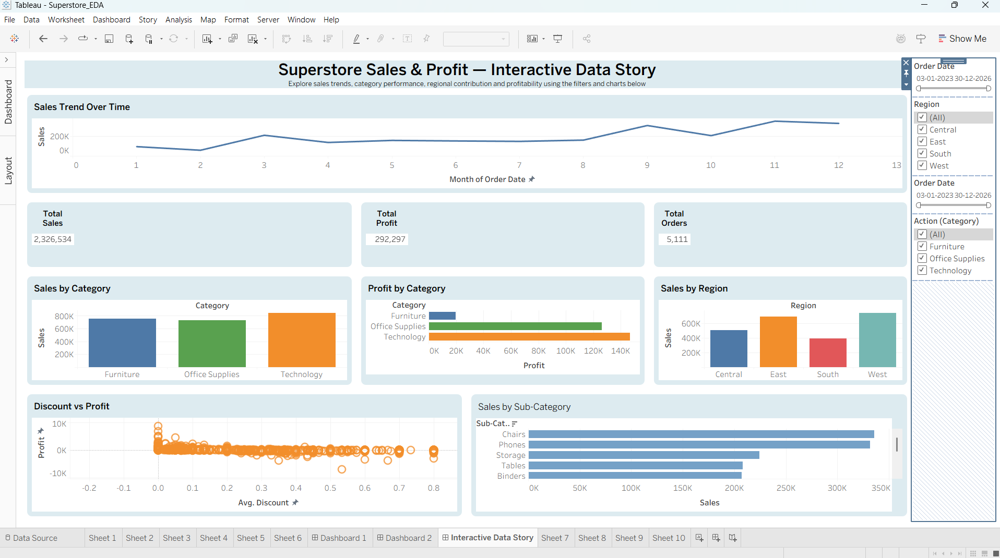 Tableau - Superstore_EDA
File Data Worksheet Dashboard Story Analysis Map Format Server Window Help
Show Me
Dashboard
Layout
Superstore Sales & Profit — Interactive Data Story
Explore sales trends, category performance, regional contribution and profitability using the filters and charts below
Sales Trend Over Time
Sales
200K
0K
0 1 2 3 4 5 6 7 8 9 10 11 12 13
Month of Order Date
Total
Sales
2,326,534
Total
Profit
292,297
Total
Orders
5,111
Sales by Category
Category
Sales
800K
600K
400K
200K
Furniture Office Supplies Technology
Profit by Category
Category
Furniture
Office Supplies
Technology
0K 20K 40K 60K 80K 100K 120K 140K
Profit
Sales by Region
Region
Sales
600K
400K
200K
Central East South West
Discount vs Profit
Profit
10K
0K
-10K
-0.2 -0.1 0.0 0.1 0.2 0.3 0.4 0.5 0.6 0.7 0.8
Avg. Discount
Sales by Sub-Category
Sub-Cat..
Chairs
Phones
Storage
Tables
Binders
0K 50K 100K 150K 200K 250K 300K 350K
Sales
Order Date
03-01-2023 30-12-2026
Region
(All)
Central
East
South
West
Order Date
03-01-2023 30-12-2026
Action (Category)
(All)
Furniture
Office Supplies
Technology
Data Source Sheet 1 Sheet 2 Sheet 3 Sheet 4 Sheet 5 Sheet 6 Dashboard 1 Dashboard 2 Interactive Data Story Sheet 7 Sheet 8 Sheet 9 Sheet 10